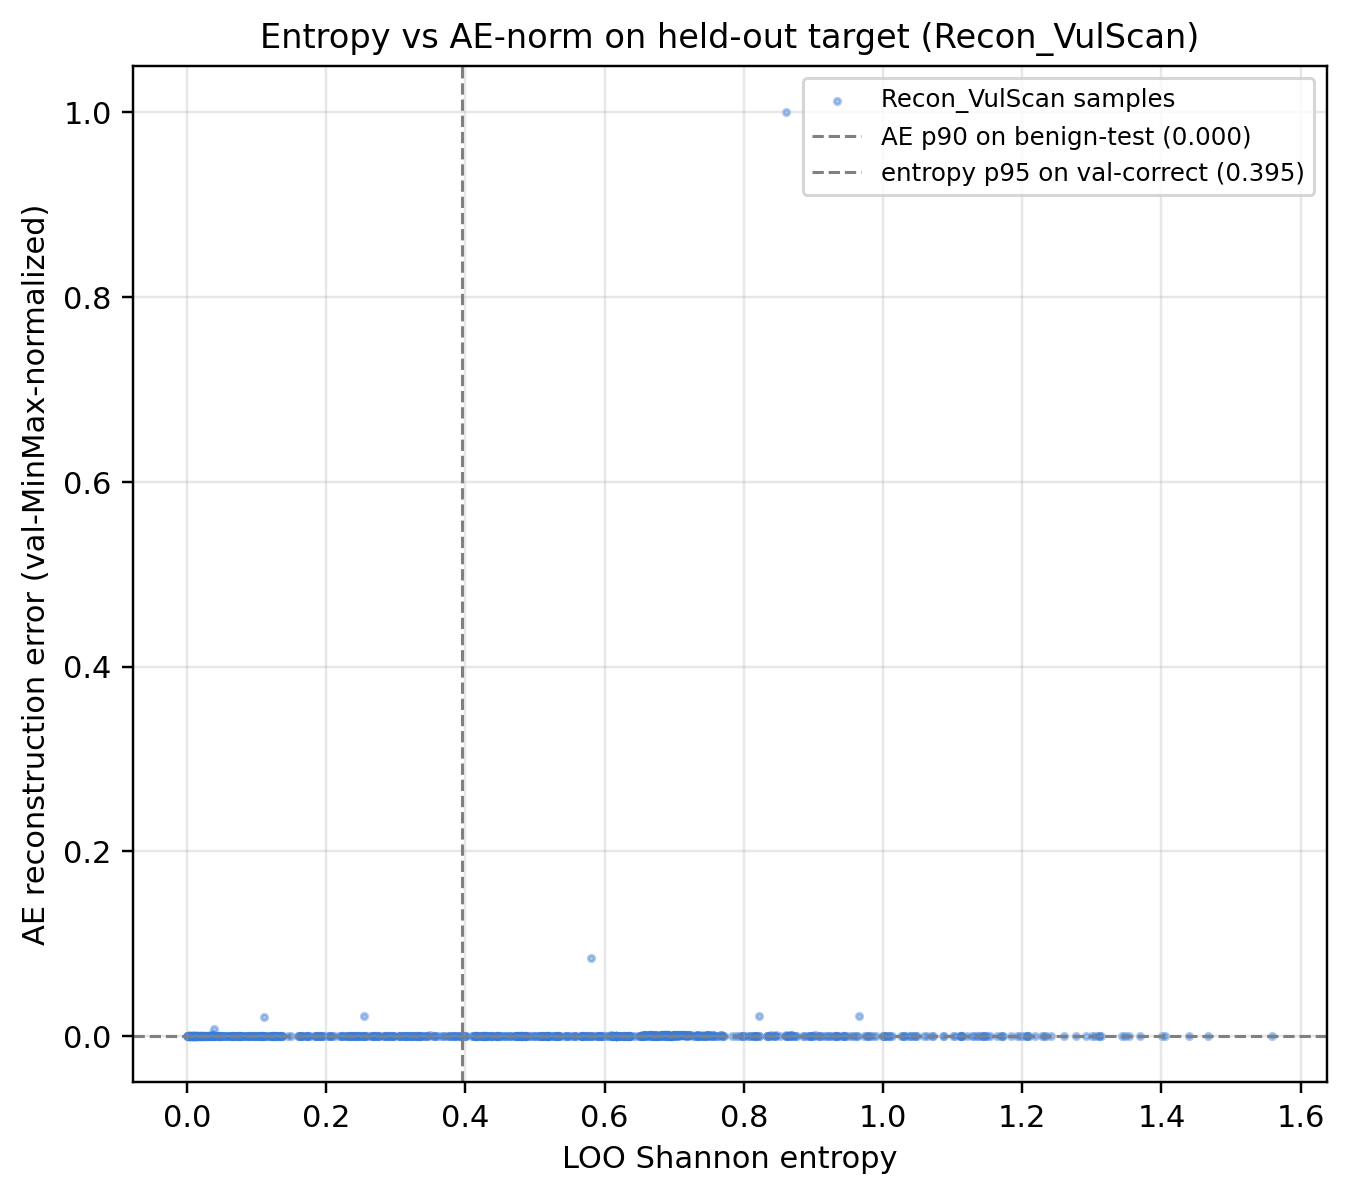 Entropy vs AE-norm on held-out target (Recon_VulScan)
Recon_VulScan samples
AE p90 on benign-test (0.000)
entropy p95 on val-correct (0.395)
AE reconstruction error (val-MinMax-normalized)
1.0
0.8
0.6
0.4
0.2
0.0
0.0 0.2 0.4 0.6 0.8 1.0 1.2 1.4 1.6
LOO Shannon entropy